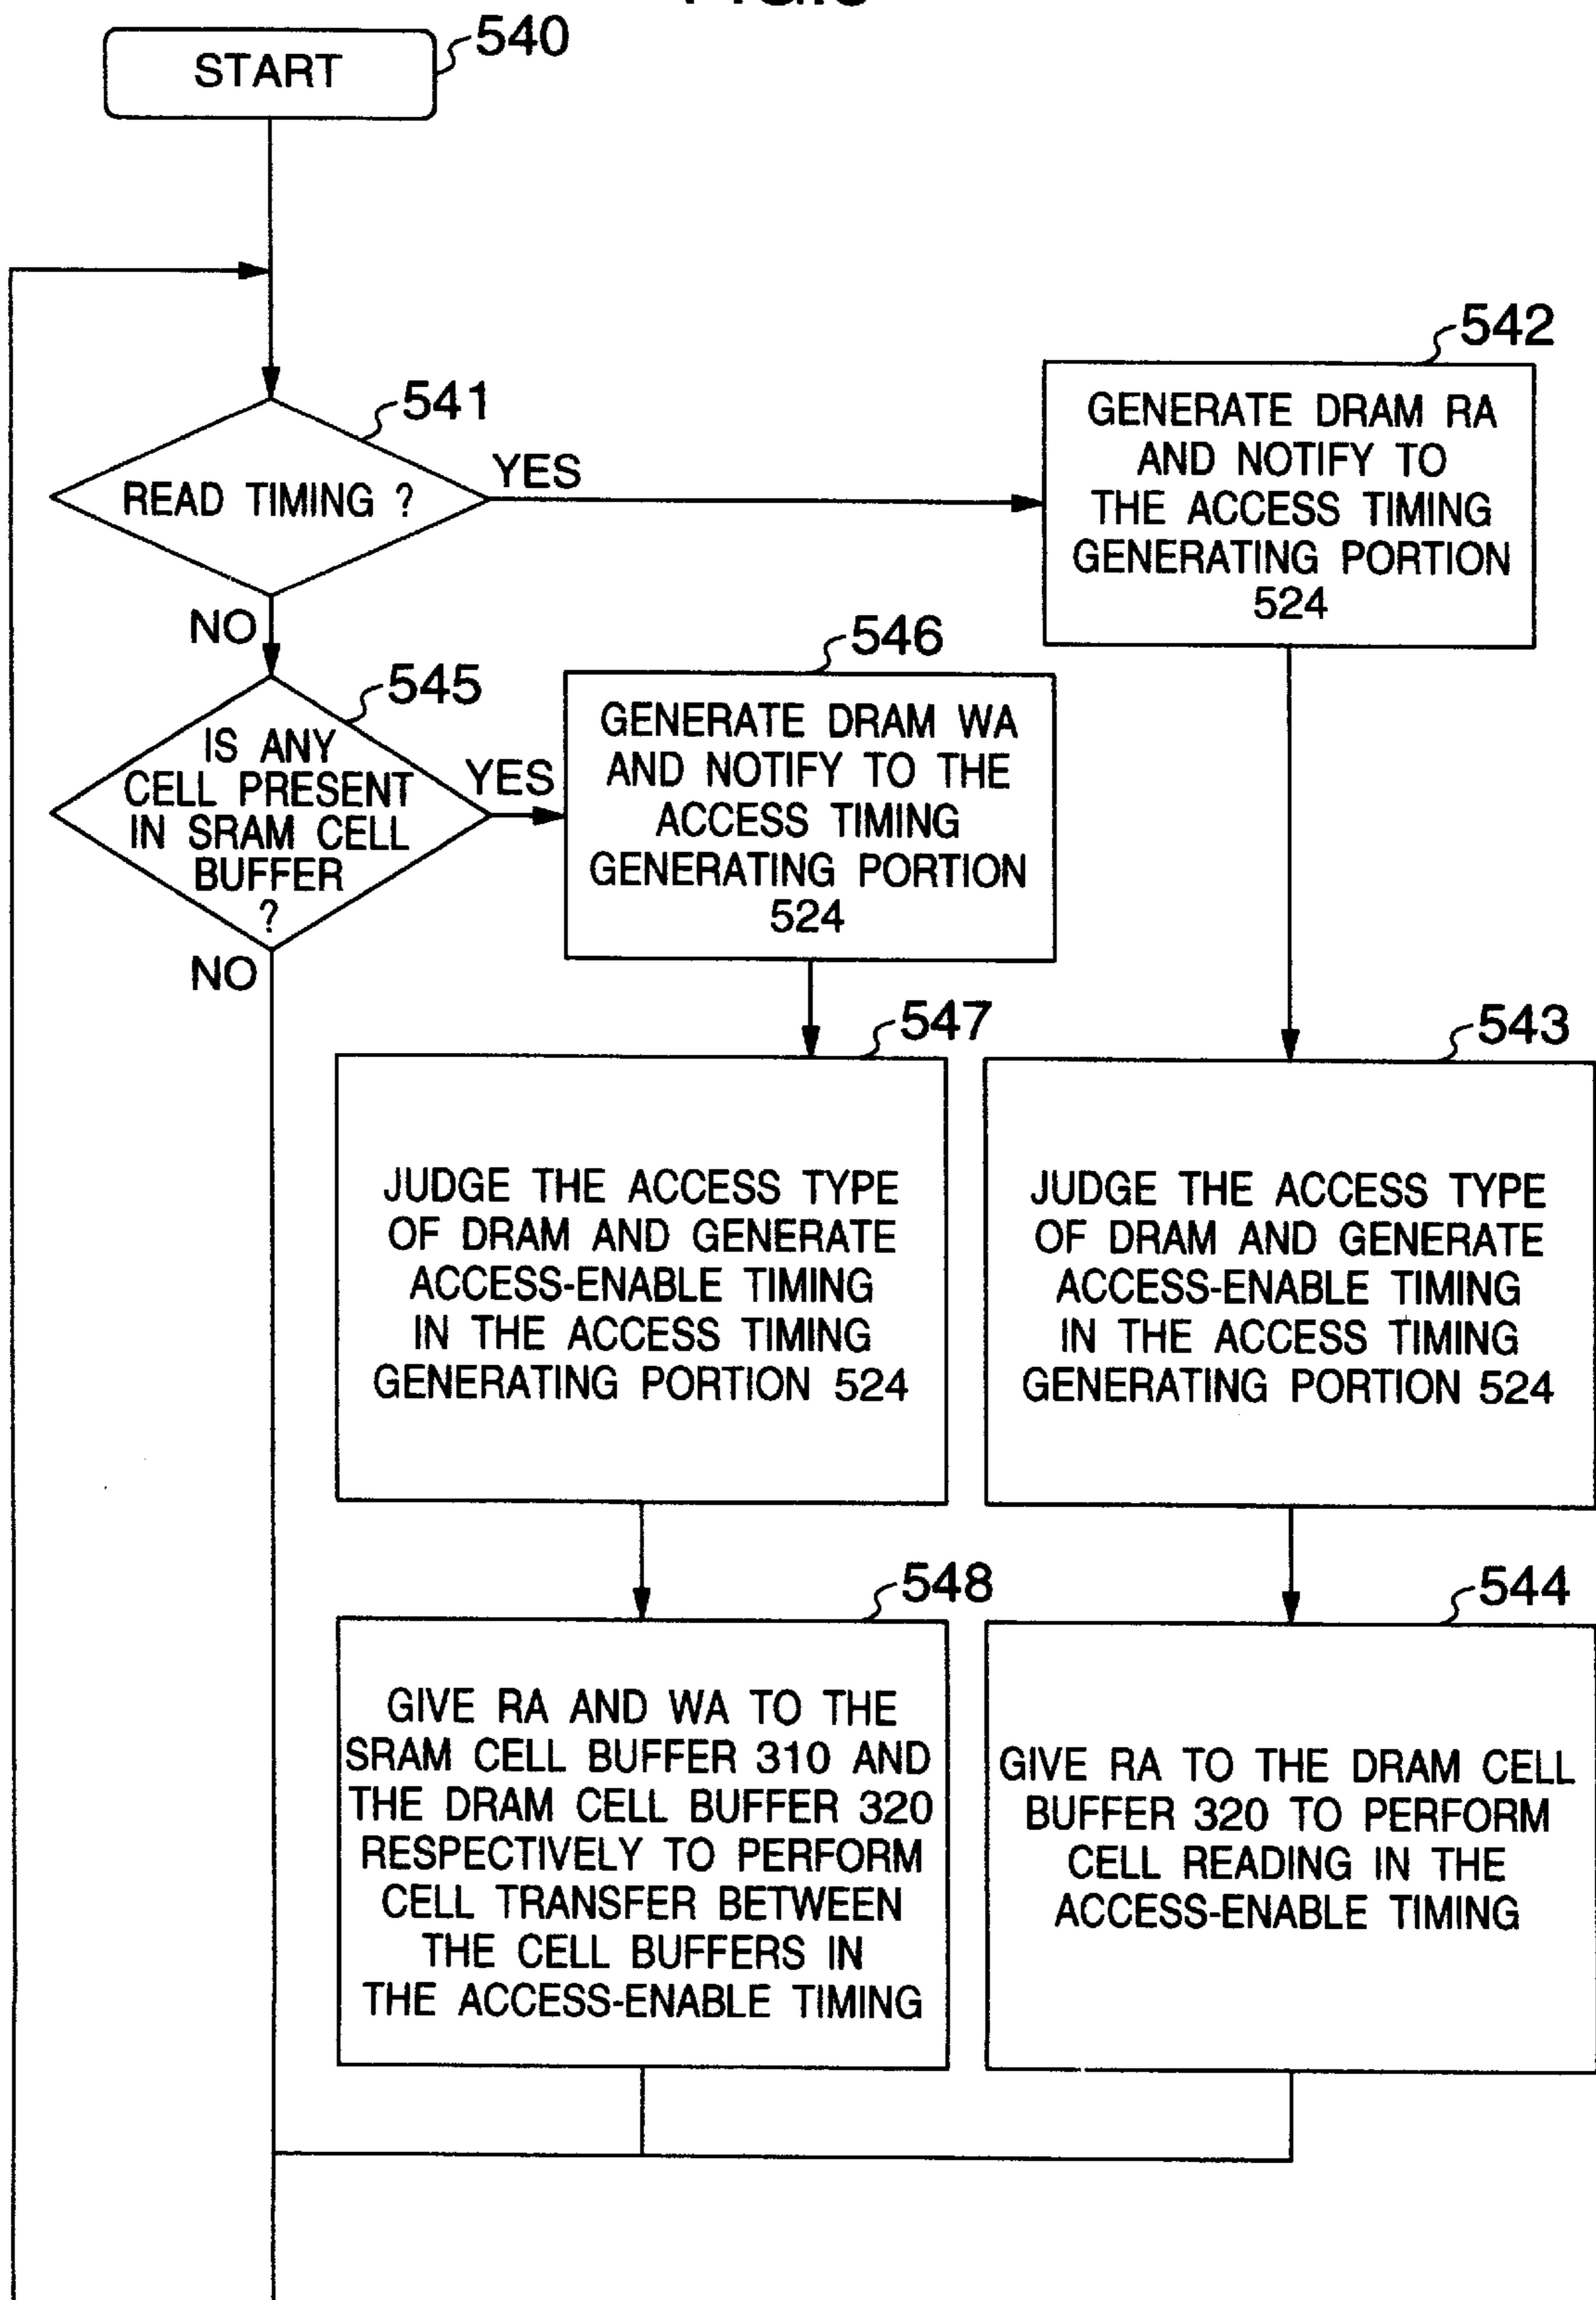 540
START
541
READ TIMING ?
YES
NO
542
GENERATE DRAM RA
AND NOTIFY TO
THE ACCESS TIMING
GENERATING PORTION
524
545
IS ANY
CELL PRESENT
IN SRAM CELL
BUFFER
?
YES
NO
546
GENERATE DRAM WA
AND NOTIFY TO THE
ACCESS TIMING
GENERATING PORTION
524
547
JUDGE THE ACCESS TYPE
OF DRAM AND GENERATE
ACCESS-ENABLE TIMING
IN THE ACCESS TIMING
GENERATING PORTION 524
543
JUDGE THE ACCESS TYPE
OF DRAM AND GENERATE
ACCESS-ENABLE TIMING
IN THE ACCESS TIMING
GENERATING PORTION 524
548
GIVE RA AND WA TO THE
SRAM CELL BUFFER 310 AND
THE DRAM CELL BUFFER 320
RESPECTIVELY TO PERFORM
CELL TRANSFER BETWEEN
THE CELL BUFFERS IN
THE ACCESS-ENABLE TIMING
544
GIVE RA TO THE DRAM CELL
BUFFER 320 TO PERFORM
CELL READING IN THE
ACCESS-ENABLE TIMING